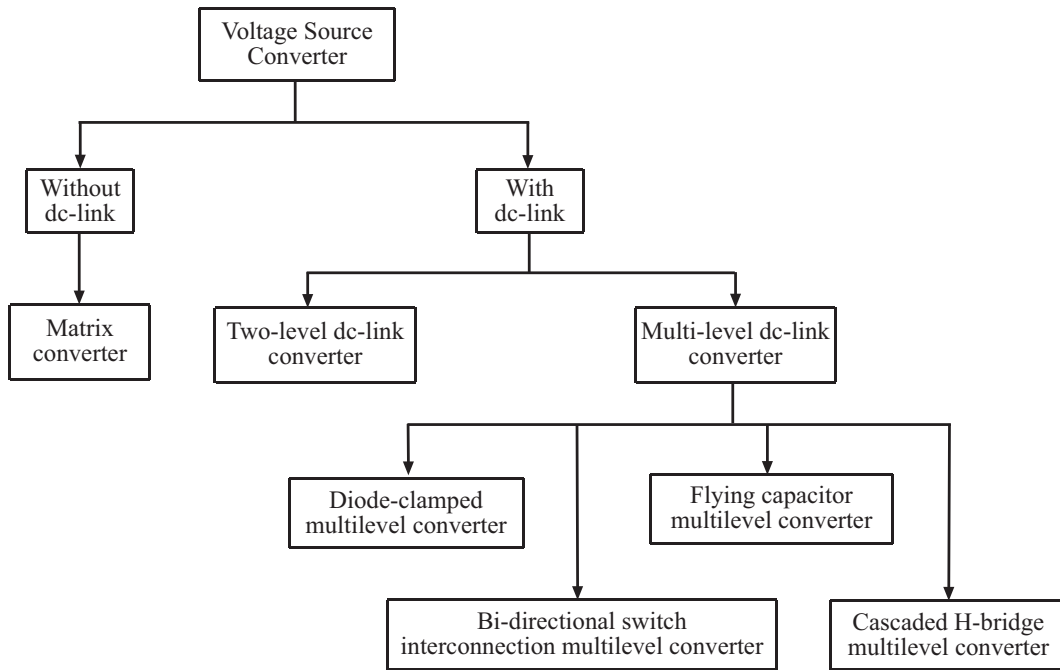 Voltage Source
Converter
Without
dc-link
With
dc-link
Matrix
converter
Two-level dc-link
converter
Multi-level dc-link
converter
Diode-clamped
multilevel converter
Flying capacitor
multilevel converter
Bi-directional switch
interconnection multilevel converter
Cascaded H-bridge
multilevel converter